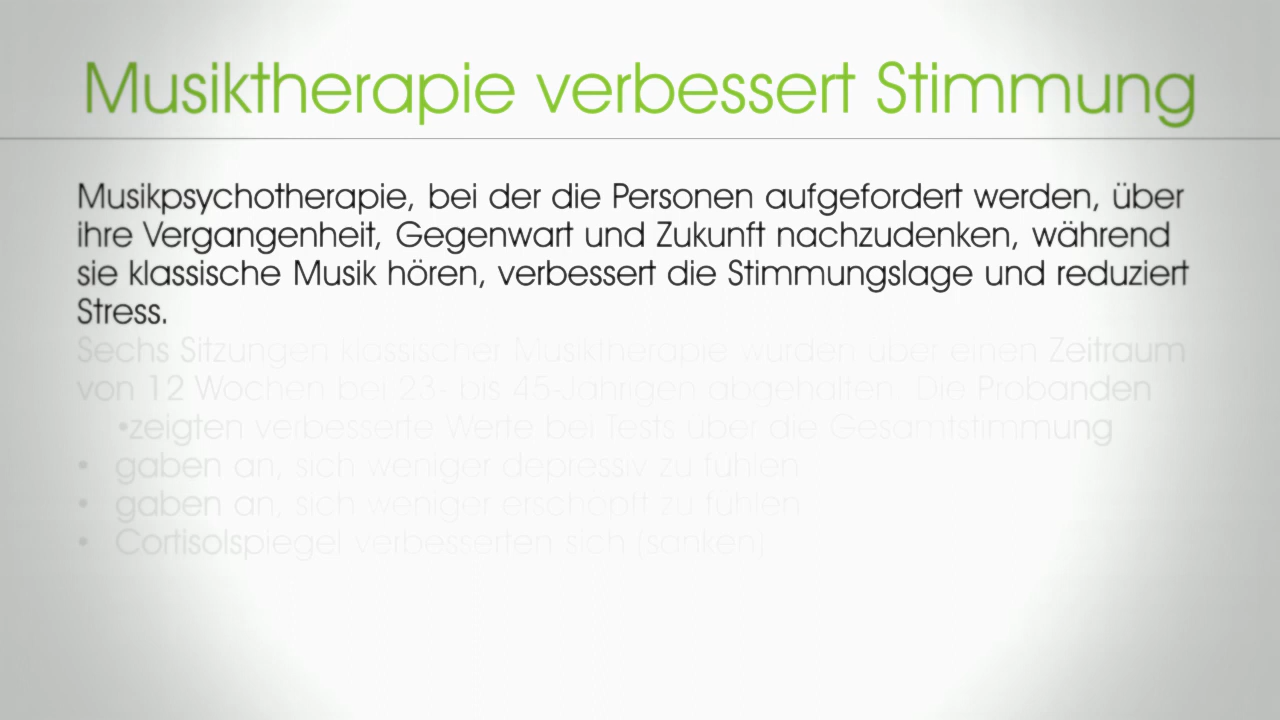 Musiktherapie verbessert Stimmung
Musikpsychotherapie, bei der die Personen aufgefordert werden, über
ihre Vergangenheit, Gegenwart und Zukunft nachzudenken, während
sie klassische Musik hören, verbessert die Stimmungslage und reduziert
Stress.
Sechs Sitzungen klassischer Musiktherapie wurden über einen Zeitraum
von 12 Wochen bei 23- bis 45-Jährigen abgehalten. Die Probanden
•zeigten verbesserte Werte bei Tests über die Gesamtstimmung
• gaben an, sich weniger depressiv zu fühlen
• gaben an, sich weniger erschöpft zu fühlen
• Cortisolspiegel verbesserten sich (sanken)